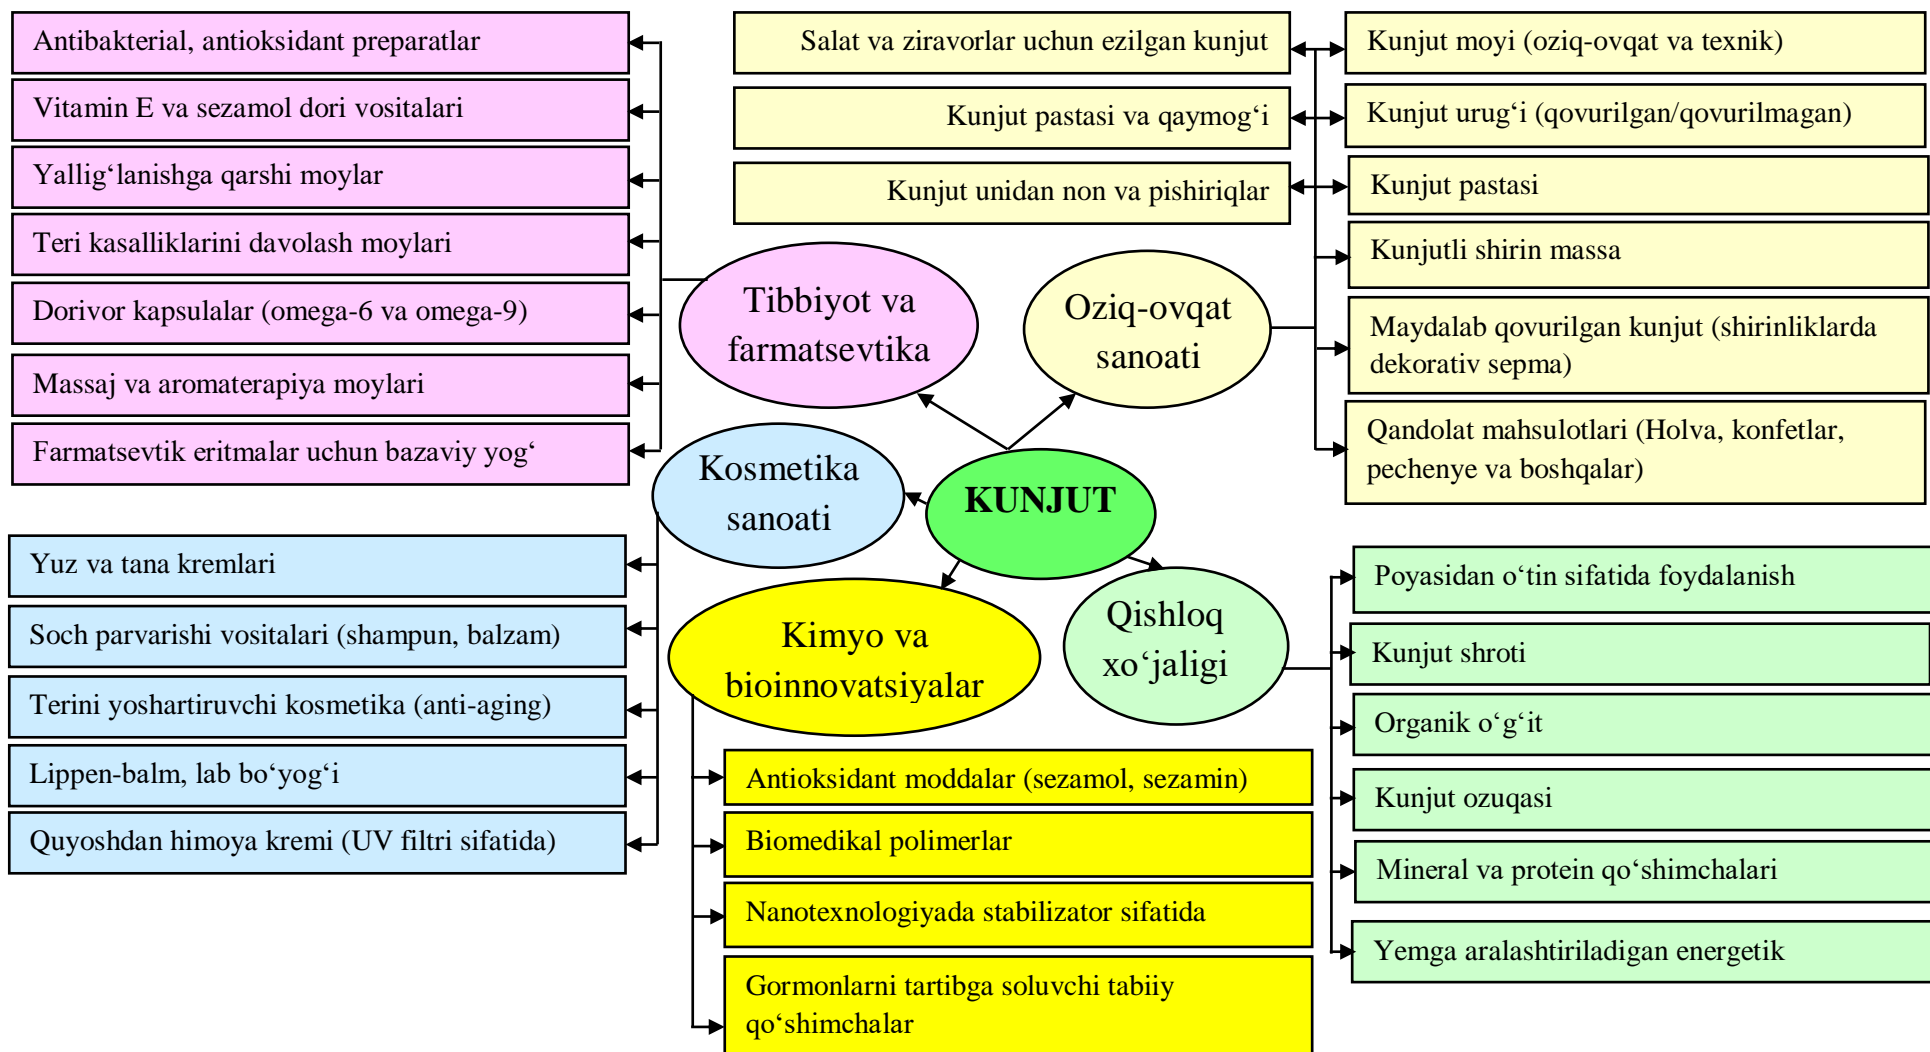 Antibakterial, antioksidant preparatlar
Vitamin E va sezamol dori vositalari
Yallig‘lanishga qarshi moylar
Teri kasalliklarini davolash moylari
Dorivor kapsulalar (omega-6 va omega-9)
Massaj va aromaterapiya moylari
Farmatsevtik eritmalar uchun bazaviy yog‘
Tibbiyot va
farmatsevtika
Salat va ziravorlar uchun ezilgan kunjut
Kunjut pastasi va qaymog‘i
Kunjut unidan non va pishiriqlar
Oziq-ovqat
sanoati
Kunjut moyi (oziq-ovqat va texnik)
Kunjut urug‘i (qovurilgan/qovurilmagan)
Kunjut pastasi
Kunjutli shirin massa
Maydalab qovurilgan kunjut (shirinliklarda
dekorativ sepma)
Qandolat mahsulotlari (Holva, konfetlar,
pechenye va boshqalar)
Kosmetika
sanoati
KUNJUT
Yuz va tana kremlari
Soch parvarishi vositalari (shampun, balzam)
Terini yoshartiruvchi kosmetika (anti-aging)
Lippen-balm, lab bo‘yog‘i
Quyoshdan himoya kremi (UV filtri sifatida)
Kimyo va
bioinnovatsiyalar
Antioksidant moddalar (sezamol, sezamin)
Biomedikal polimerlar
Nanotexnologiyada stabilizator sifatida
Gormonlarni tartibga soluvchi tabiiy
qo‘shimchalar
Qishloq
xo‘jaligi
Poyasidan o‘tin sifatida foydalanish
Kunjut shroti
Organik o‘g‘it
Kunjut ozuqasi
Mineral va protein qo‘shimchalari
Yemga aralashtiriladigan energetik